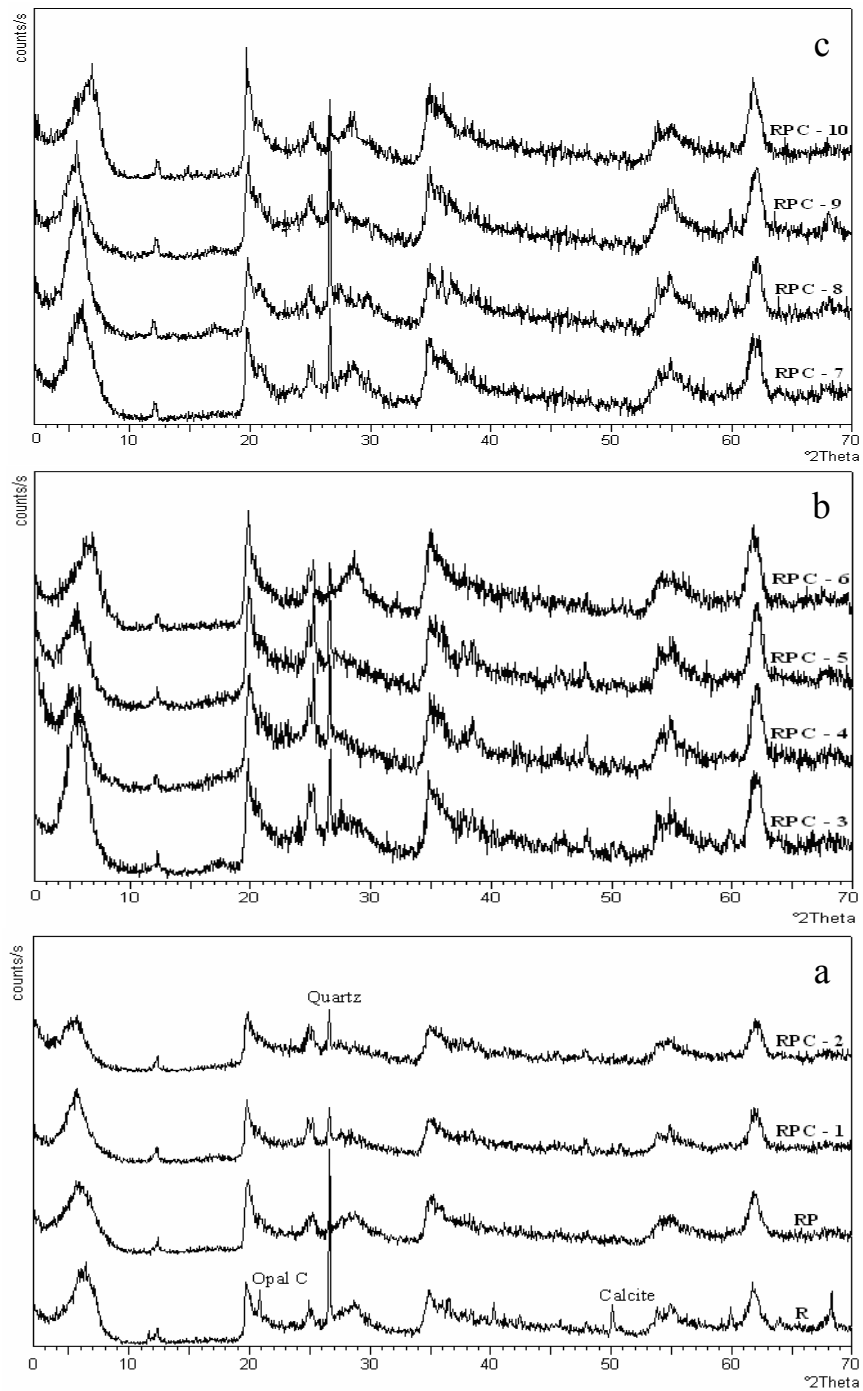 counts/s
c
RPC - 10
RPC - 9
RPC - 8
RPC - 7
0 10 20 30 40 50 60 70
°2Theta
counts/s
b
RPC - 6
RPC - 5
RPC - 4
RPC - 3
0 10 20 30 40 50 60 70
°2Theta
counts/s
a
Quartz
RPC - 2
RPC - 1
RP
Opal C
Calcite
R
0 10 20 30 40 50 60 70
°2Theta